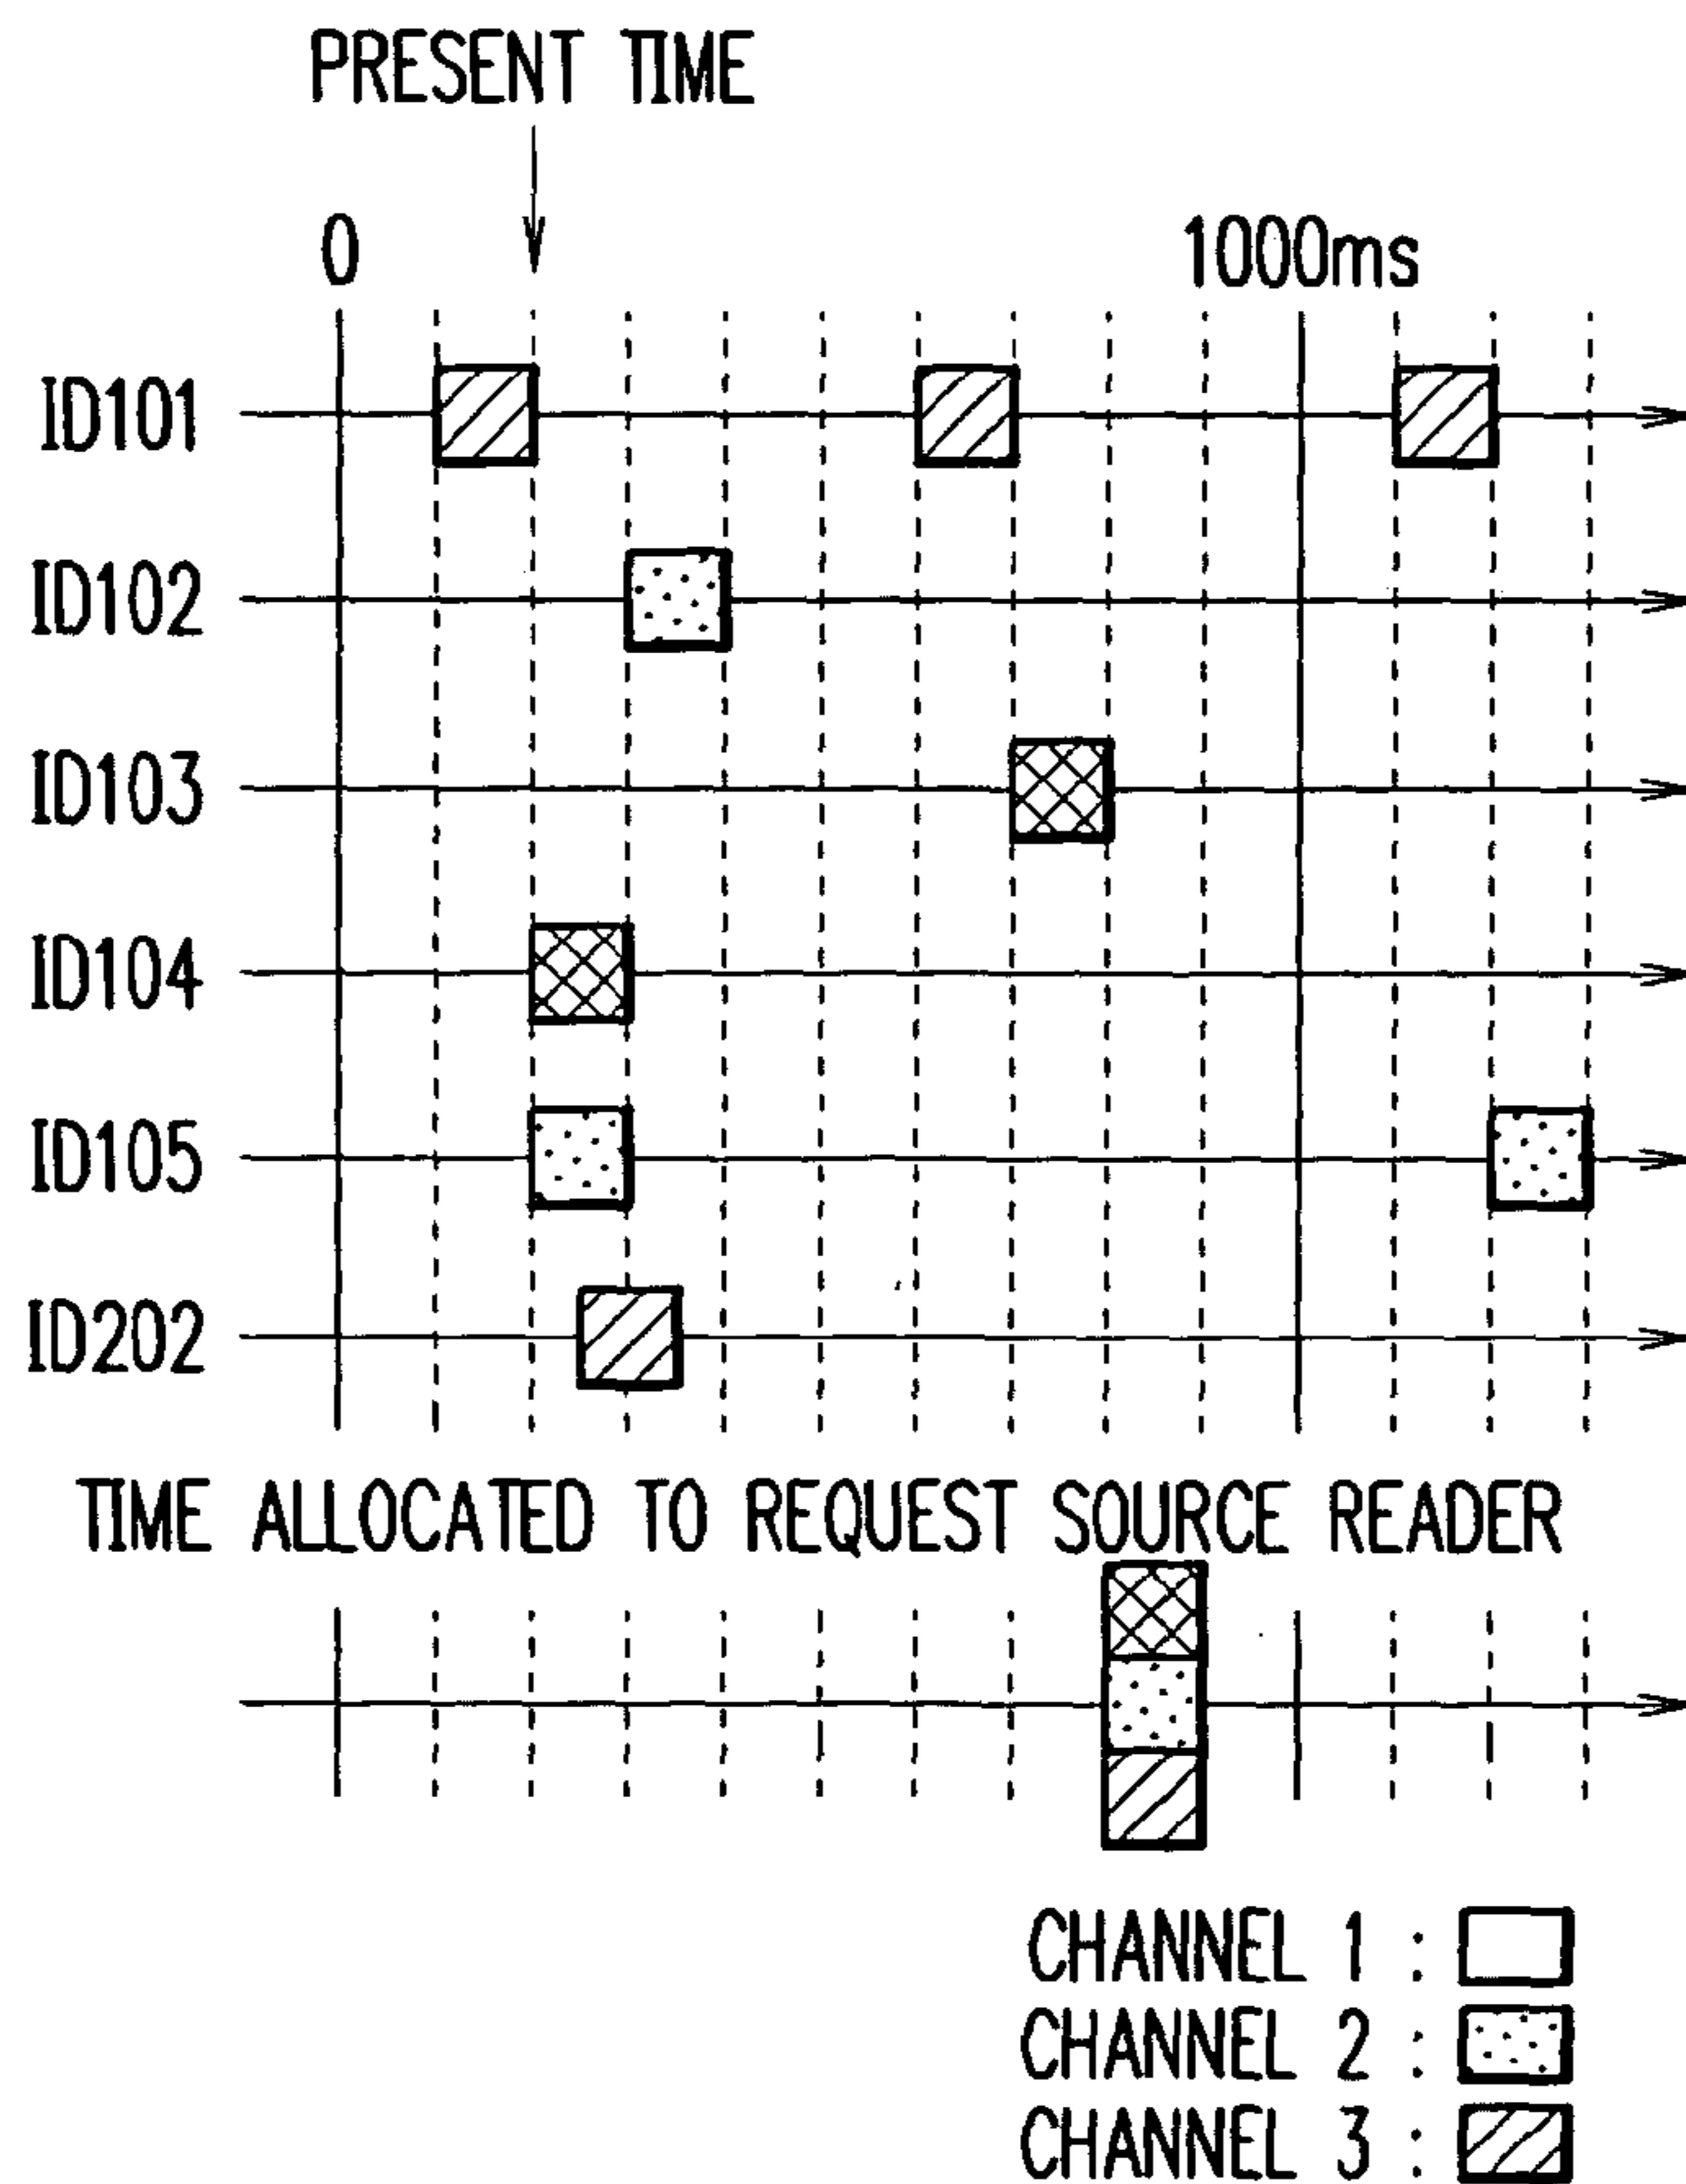 PRESENT TIME
0
1000ms
ID101
ID102
ID103
ID104
ID105
ID202
TIME ALLOCATED TO REQUEST SOURCE READER
CHANNEL 1 :
CHANNEL 2 :
CHANNEL 3 :